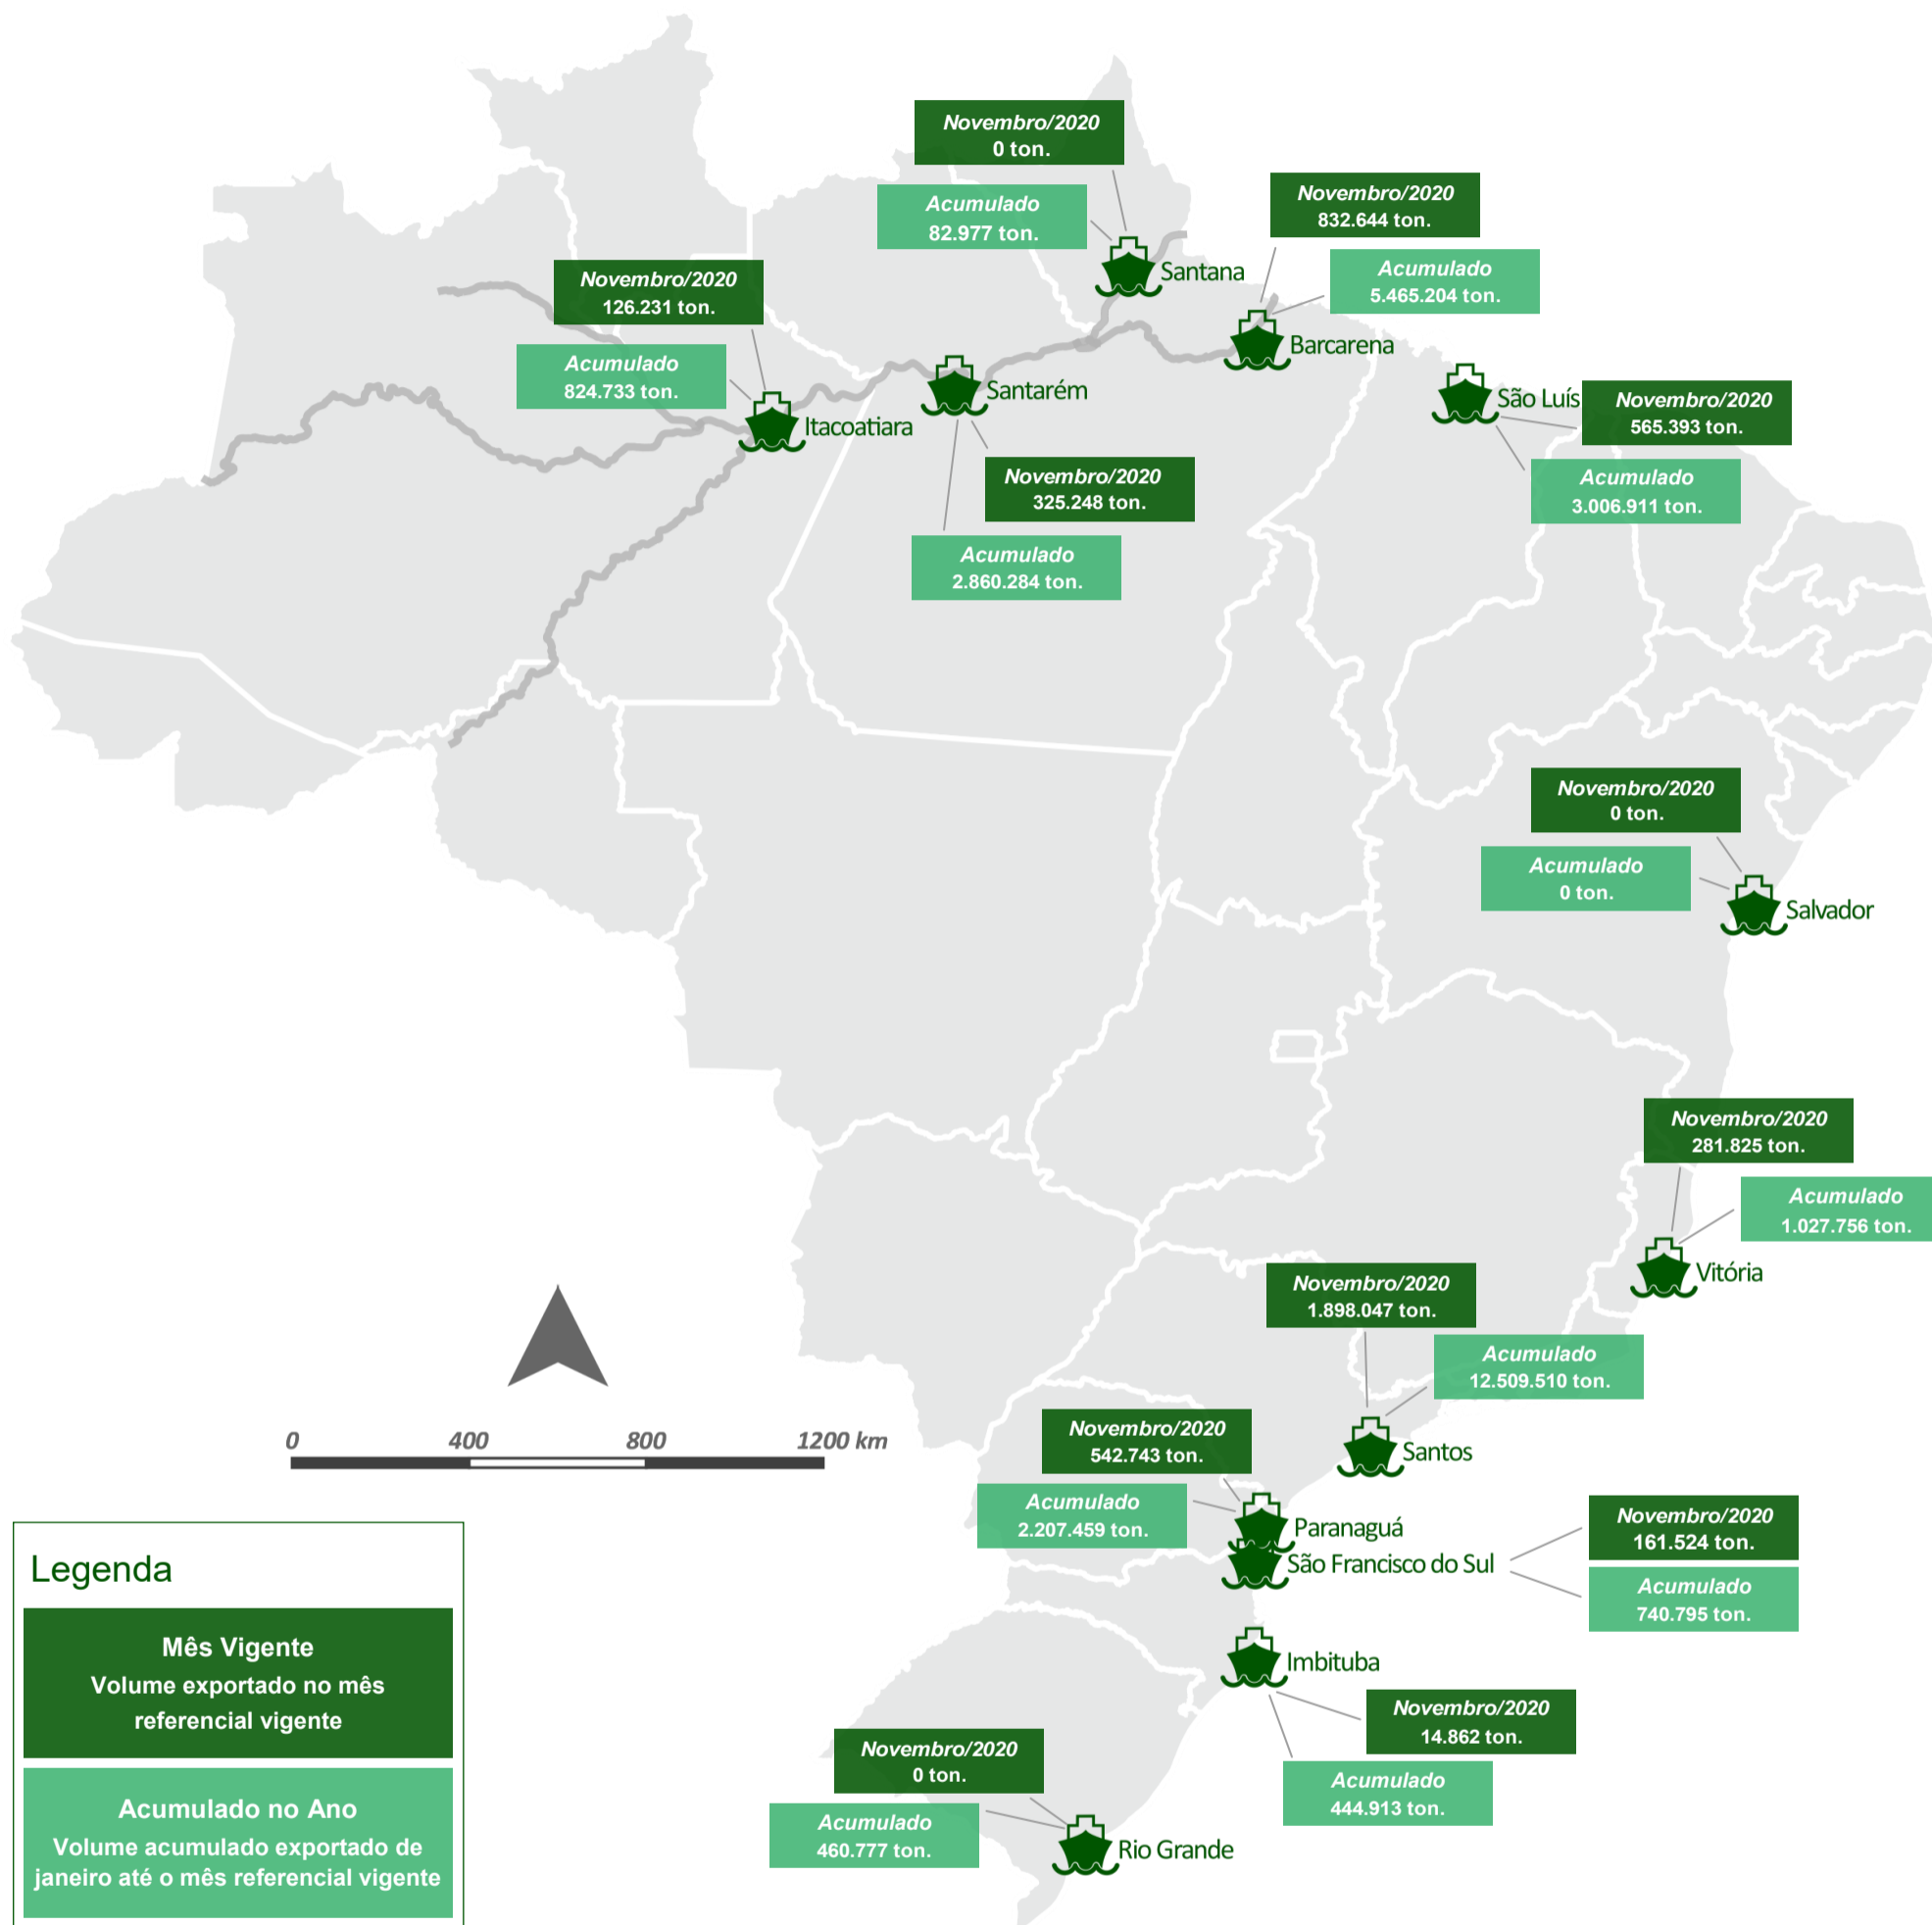 Novembro/2020
0 ton.
Acumulado
82.977 ton.
Santana
Novembro/2020
832.644 ton.
Acumulado
5.465.204 ton.
Barcarena
Novembro/2020
126.231 ton.
Acumulado
824.733 ton.
Itacoatiara
Santarém
Novembro/2020
325.248 ton.
Acumulado
2.860.284 ton.
São Luís
Novembro/2020
565.393 ton.
Acumulado
3.006.911 ton.
Novembro/2020
0 ton.
Acumulado
0 ton.
Salvador
Novembro/2020
281.825 ton.
Acumulado
1.027.756 ton.
Vitória
Novembro/2020
1.898.047 ton.
Acumulado
12.509.510 ton.
Santos
Novembro/2020
542.743 ton.
Acumulado
2.207.459 ton.
Paranaguá
São Francisco do Sul
Novembro/2020
161.524 ton.
Acumulado
740.795 ton.
Imbituba
Novembro/2020
14.862 ton.
Acumulado
444.913 ton.
Novembro/2020
0 ton.
Acumulado
460.777 ton.
Rio Grande
0 400 800 1200 km
Legenda
Mês Vigente
Volume exportado no mês
referencial vigente
Acumulado no Ano
Volume acumulado exportado de
janeiro até o mês referencial vigente